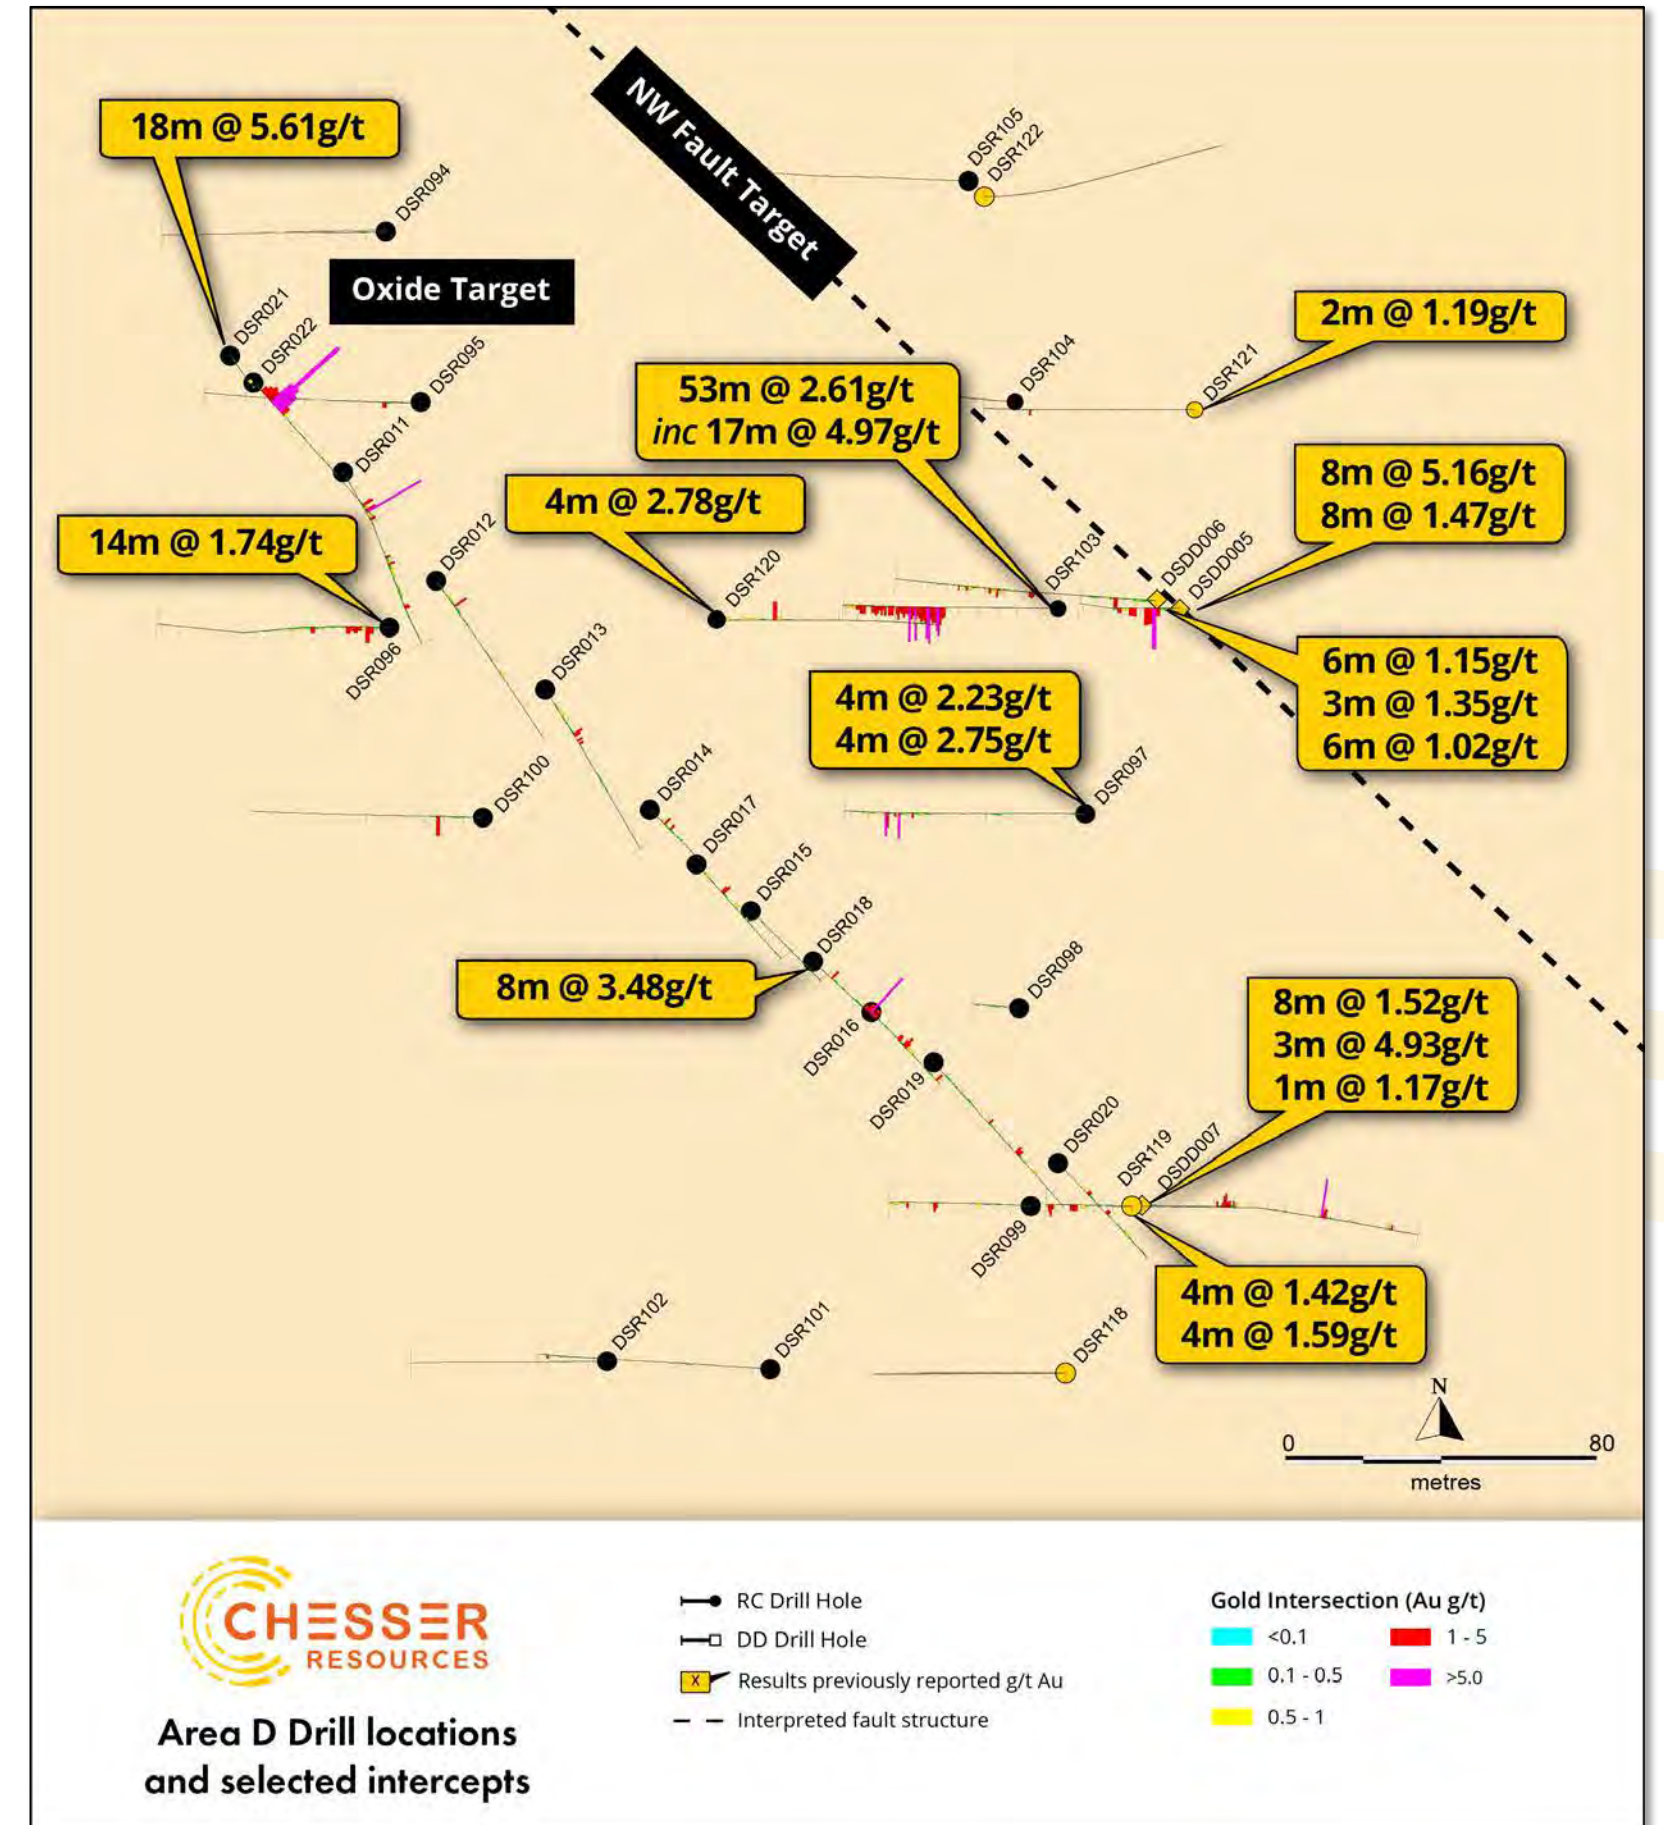 NW Fault Target
DSR105
DSR122
18m @ 5.61g/t
DSR094
Oxide Target
DSR021
DSR022
DSR095
2m @ 1.19g/t
DSR104
DSR121
53m @ 2.61g/t
inc 17m @ 4.97g/t
DSR011
8m @ 5.16g/t
8m @ 1.47g/t
4m @ 2.78g/t
14m @ 1.74g/t
DSR012
DSR120
DSR103
DSDD006
DSDD005
DSR096
DSR013
6m @ 1.15g/t
3m @ 1.35g/t
6m @ 1.02g/t
4m @ 2.23g/t
4m @ 2.75g/t
DSR100
DSR014
DSR097
DSR017
DSR015
DSR018
8m @ 3.48g/t
DSR098
DSR016
8m @ 1.52g/t
3m @ 4.93g/t
1m @ 1.17g/t
DSR019
DSR020
DSR119
DSDD007
DSR099
4m @ 1.42g/t
4m @ 1.59g/t
DSR102
DSR101
DSR118
N
0 80
metres
CHESSER
RESOURCES
Area D Drill locations
and selected intercepts
RC Drill Hole
DD Drill Hole
X Results previously reported g/t Au
Interpreted fault structure
Gold Intersection (Au g/t)
<0.1
0.1 - 0.5
0.5 - 1
1 - 5
>5.0